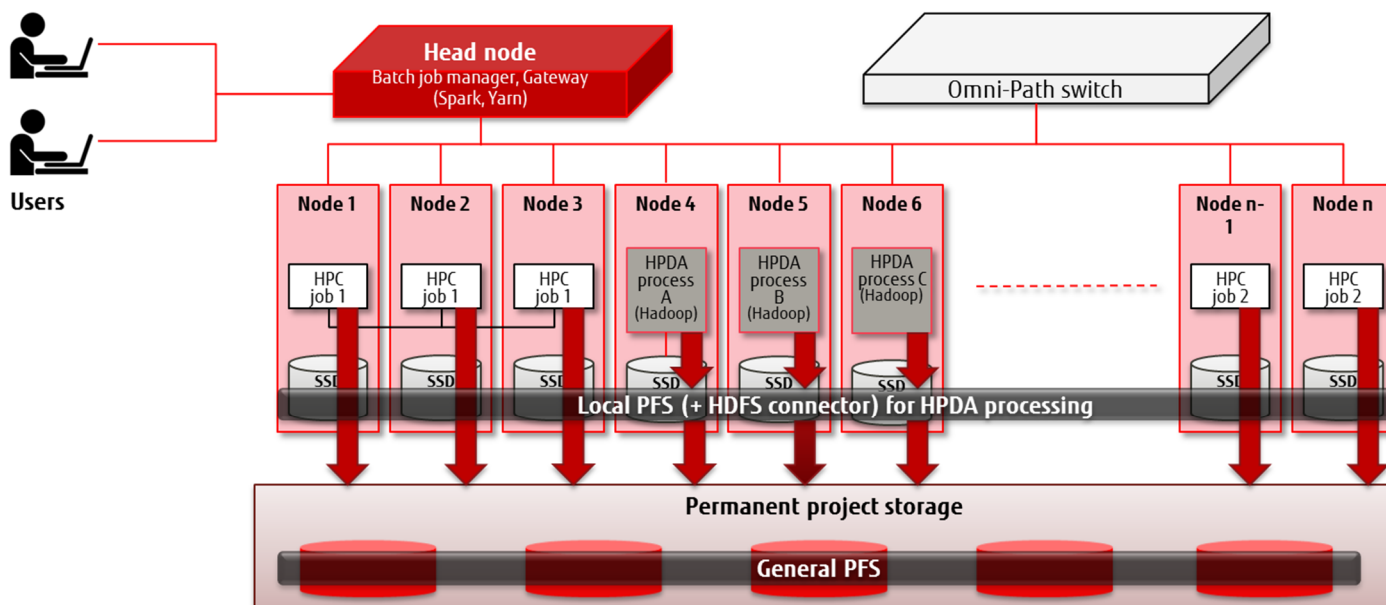 Head node
Batch job manager, Gateway
(Spark, Yarn)
Omni-Path switch
Users
Node 1
Node 2
Node 3
Node 4
Node 5
Node 6
Node n-
1
Node n
HPC
job 1
HPC
job 1
HPC
job 1
HPDA
process
A
(Hadoop)
HPDA
process
B
(Hadoop)
HPDA
process C
(Hadoop)
HPC
job 2
HPC
job 2
SSD
SSD
SSD
SSD
SSD
SSD
SSD
SSD
Local PFS (+ HDFS connector) for HPDA processing
Permanent project storage
General PFS